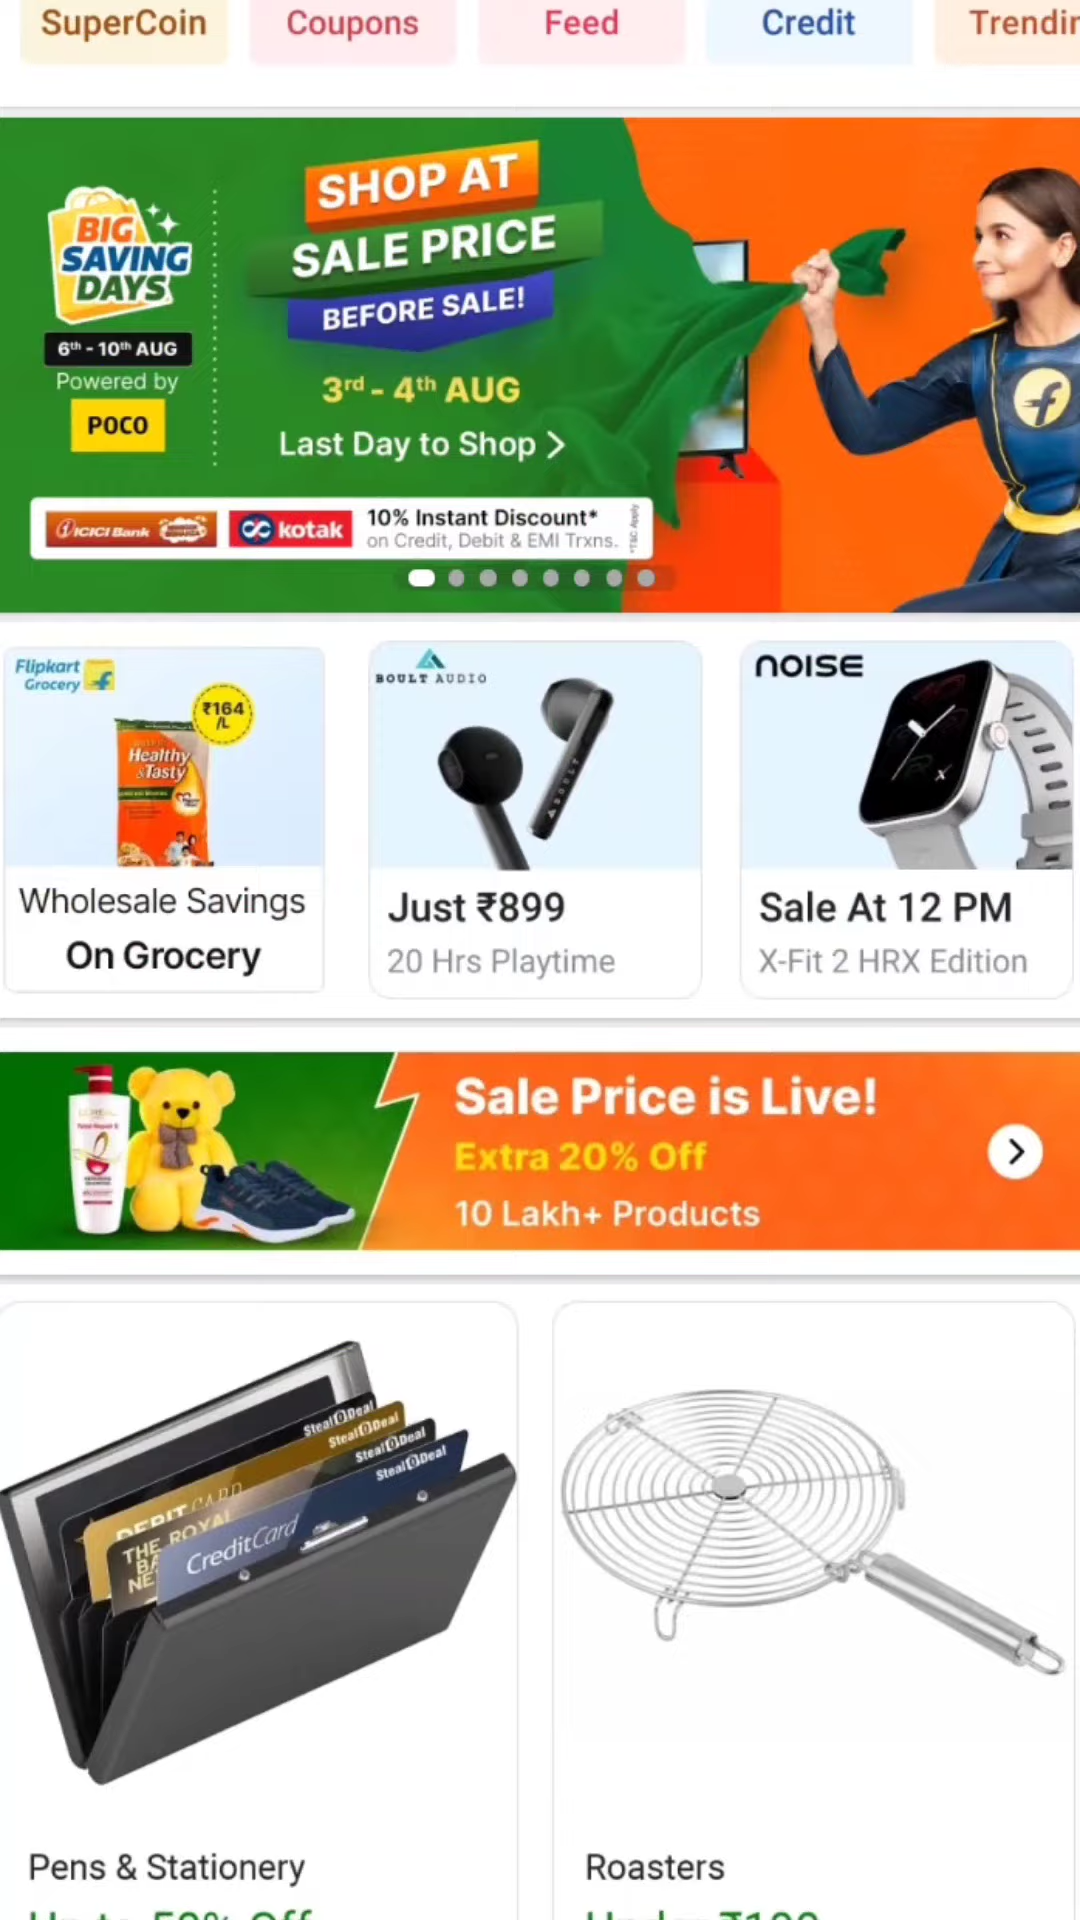 SuperCoin
Coupons
Feed
Credit
BIG
SAVING
DAYS
6th - 10th AUG
Powered by
POCO
SHOP AT
SALE PRICE
BEFORE SALE!
3rd - 4th AUG
Last Day to Shop
ICICI Bank
kotak
10% Instant Discount*
on Credit, Debit & EMI Trxns.
*T&C Apply
Flipkart
Grocery
₹164
/L
Healthy
& Tasty
Wholesale Savings
On Grocery
BOULT AUDIO
BOULT
Just ₹899
20 Hrs Playtime
NOISE
Sale At 12 PM
X-Fit 2 HRX Edition
Sale Price is Live!
Extra 20% Off
10 Lakh+ Products
Steal O Deal
Steal O Deal
Steal O Deal
Steal O Deal
DEBIT CARD
THE ROYAL
CreditCard
Pens & Stationery
Roasters